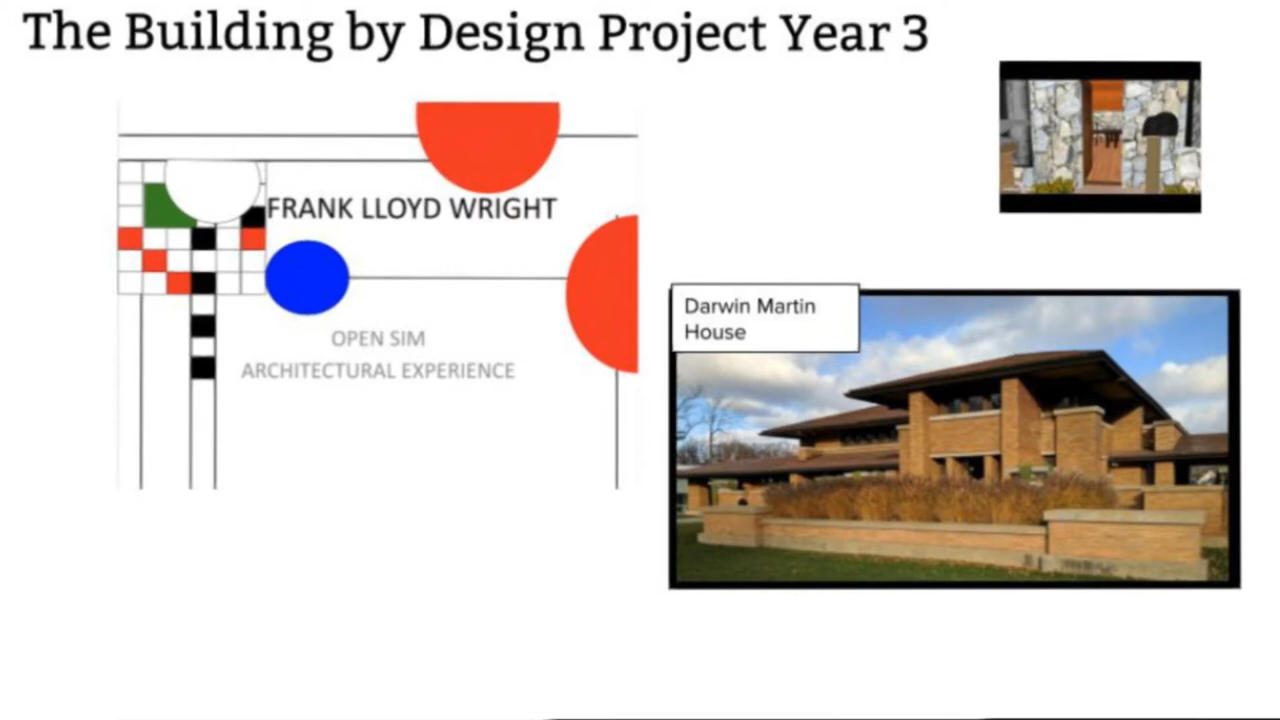 The Building by Design Project Year 3
FRANK LLOYD WRIGHT
OPEN SIM
ARCHITECTURAL EXPERIENCE
Darwin Martin
House